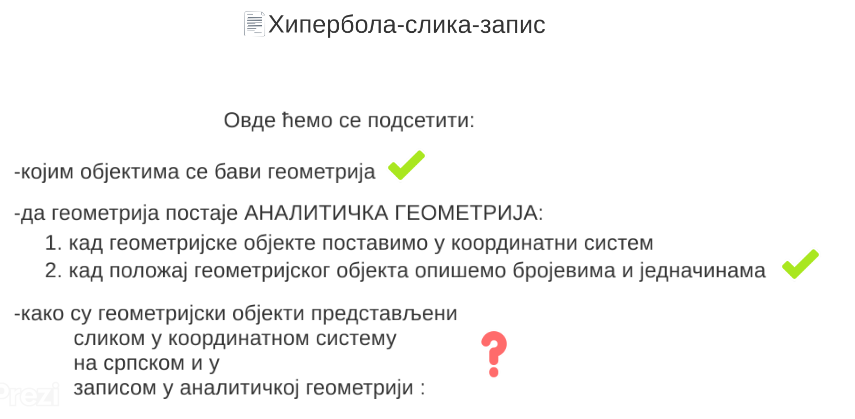 Хипербола-слика-запис
Овде ћемо се подсетити:
-којим објектима се бави геометрија
-да геометрија постаје АНАЛИТИЧКА ГЕОМЕТРИЈА:
1. кад геометријске објекте поставимо у координатни систем
2. кад положај геометријског објекта опишемо бројевима и једначинама
-како су геометријски објекти представљени
сликом у координатном систему
на српском и у
записом у аналитичкој геометрији :
Prezi